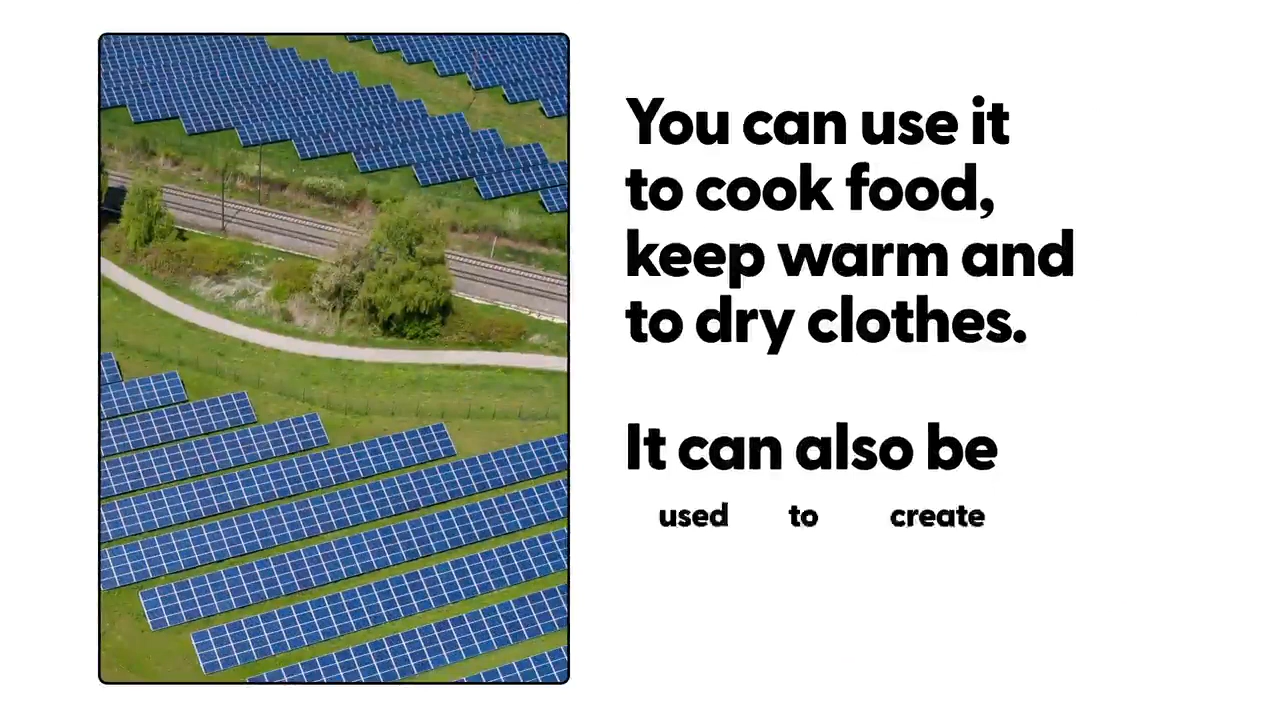 You can use it
to cook food,
keep warm and
to dry clothes.
It can also be
used to create